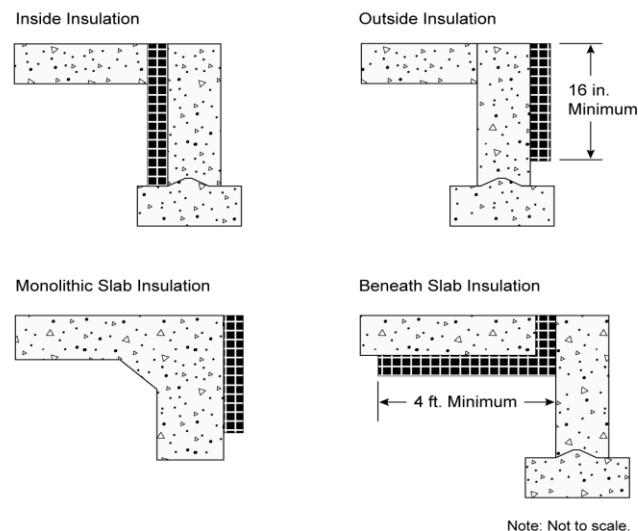 Inside Insulation
Outside Insulation
16 in.
Minimum
Monolithic Slab Insulation
Beneath Slab Insulation
4 ft. Minimum
Note: Not to scale.